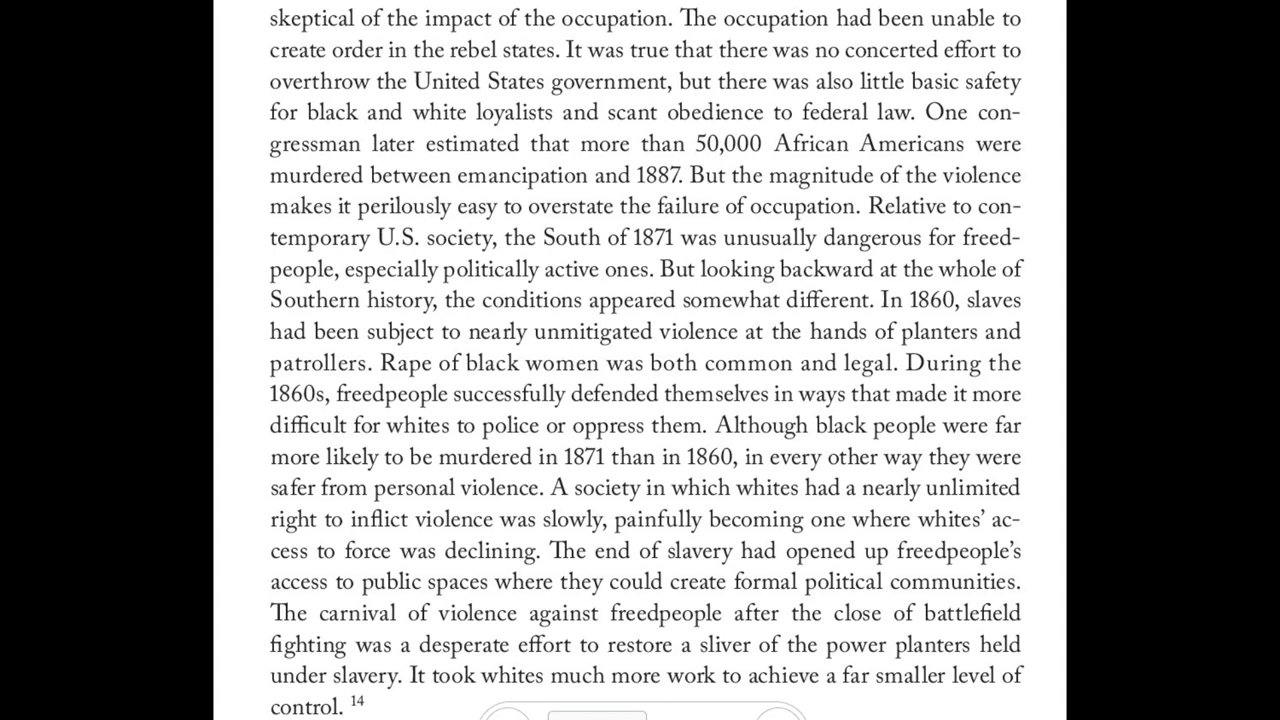 skeptical of the impact of the occupation. The occupation had been unable to
create order in the rebel states. It was true that there was no concerted effort to
overthrow the United States government, but there was also little basic safety
for black and white loyalists and scant obedience to federal law. One con-
gressman later estimated that more than 50,000 African Americans were
murdered between emancipation and 1887. But the magnitude of the violence
makes it perilously easy to overstate the failure of occupation. Relative to con-
temporary U.S. society, the South of 1871 was unusually dangerous for freed-
people, especially politically active ones. But looking backward at the whole of
Southern history, the conditions appeared somewhat different. In 1860, slaves
had been subject to nearly unmitigated violence at the hands of planters and
patrollers. Rape of black women was both common and legal. During the
1860s, freedpeople successfully defended themselves in ways that made it more
difficult for whites to police or oppress them. Although black people were far
more likely to be murdered in 1871 than in 1860, in every other way they were
safer from personal violence. A society in which whites had a nearly unlimited
right to inflict violence was slowly, painfully becoming one where whites’ ac-
cess to force was declining. The end of slavery had opened up freedpeople’s
access to public spaces where they could create formal political communities.
The carnival of violence against freedpeople after the close of battlefield
fighting was a desperate effort to restore a sliver of the power planters held
under slavery. It took whites much more work to achieve a far smaller level of
control. 14